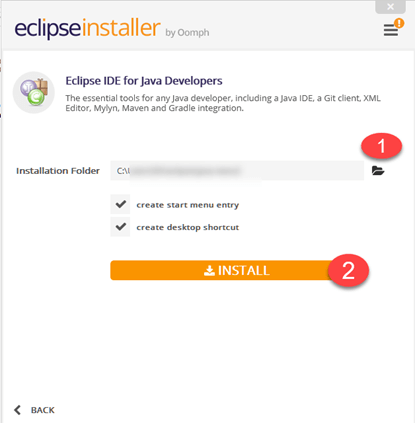 eclipseinstaller by Oomph
Eclipse IDE for Java Developers
The essential tools for any Java developer, including a Java IDE, a Git client, XML
Editor, Mylyn, Maven and Gradle integration.
1
Installation Folder C:\
create start menu entry
create desktop shortcut
INSTALL 2
BACK